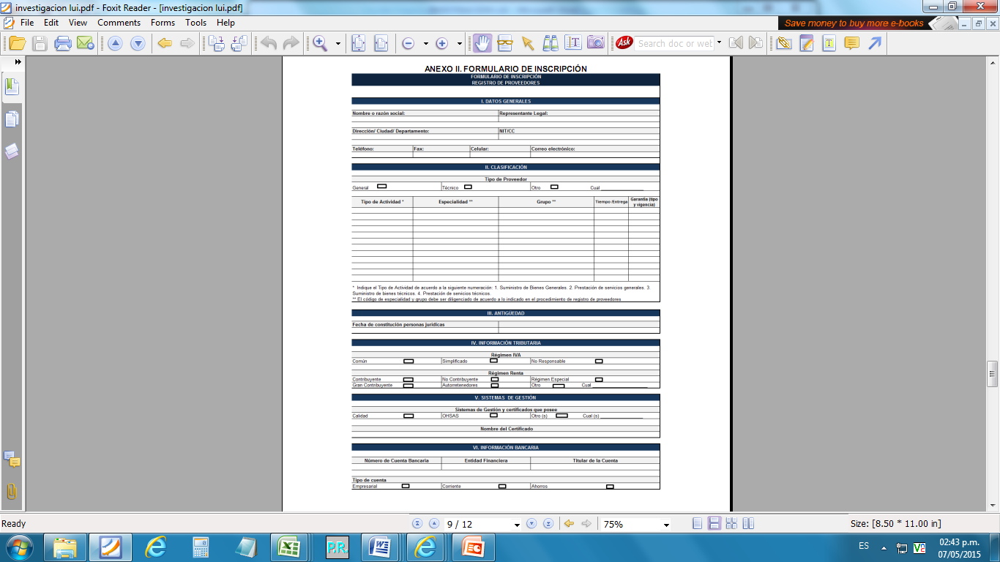 investigacion lui.pdf - Foxit Reader - [investigacion lui.pdf]
File Edit View Comments Forms Tools Help
Save money to buy more e-books
Ask Search doc or wet
ANEXO II. FORMULARIO DE INSCRIPCIÓN
FORMULARIO DE INSCRIPCIÓN
REGISTRO DE PROVEEDORES
I. DATOS GENERALES
Nombre o razón social: Representante Legal:
Dirección/ Ciudad/ Departamento: NIT/CC
Teléfono: Fax: Celular: Correo electrónico:
II. CLASIFICACIÓN
Tipo de Proveedor
General Técnico Otro Cual
Tipo de Actividad * Especialidad ** Grupo ** Tiempo /Entrega Garantía (tipo y vigencia)
* Indique el Tipo de Actividad de acuerdo a la siguiente numeración: 1. Suministro de Bienes Generales. 2. Prestación de servicios generales. 3.
Suministro de bienes técnicos. 4. Prestación de servicios técnicos.
** El código de especialidad y grupo debe ser diligenciado de acuerdo a lo indicado en el procedimiento de registro de proveedores
III. ANTIGÜEDAD
Fecha de constitución personas jurídicas
IV. INFORMACIÓN TRIBUTARIA
Régimen IVA
Común Simplificado No Responsable
Régimen Renta
Contribuyente No Contribuyente Régimen Especial
Gran Contribuyente Autorretenedores Otro Cual
V. SISTEMAS DE GESTIÓN
Sistemas de Gestión y certificados que posee
Calidad OHSAS Otro (s) Cual (s)
Nombre del Certificado
VI. INFORMACIÓN BANCARIA
Número de Cuenta Bancaria Entidad Financiera Titular de la Cuenta
Tipo de cuenta
Empresarial Corriente Ahorros
Ready 9 / 12 75% Size: [8.50 * 11.00 in]
P.R. ES 02:43 p.m.
07/05/2015